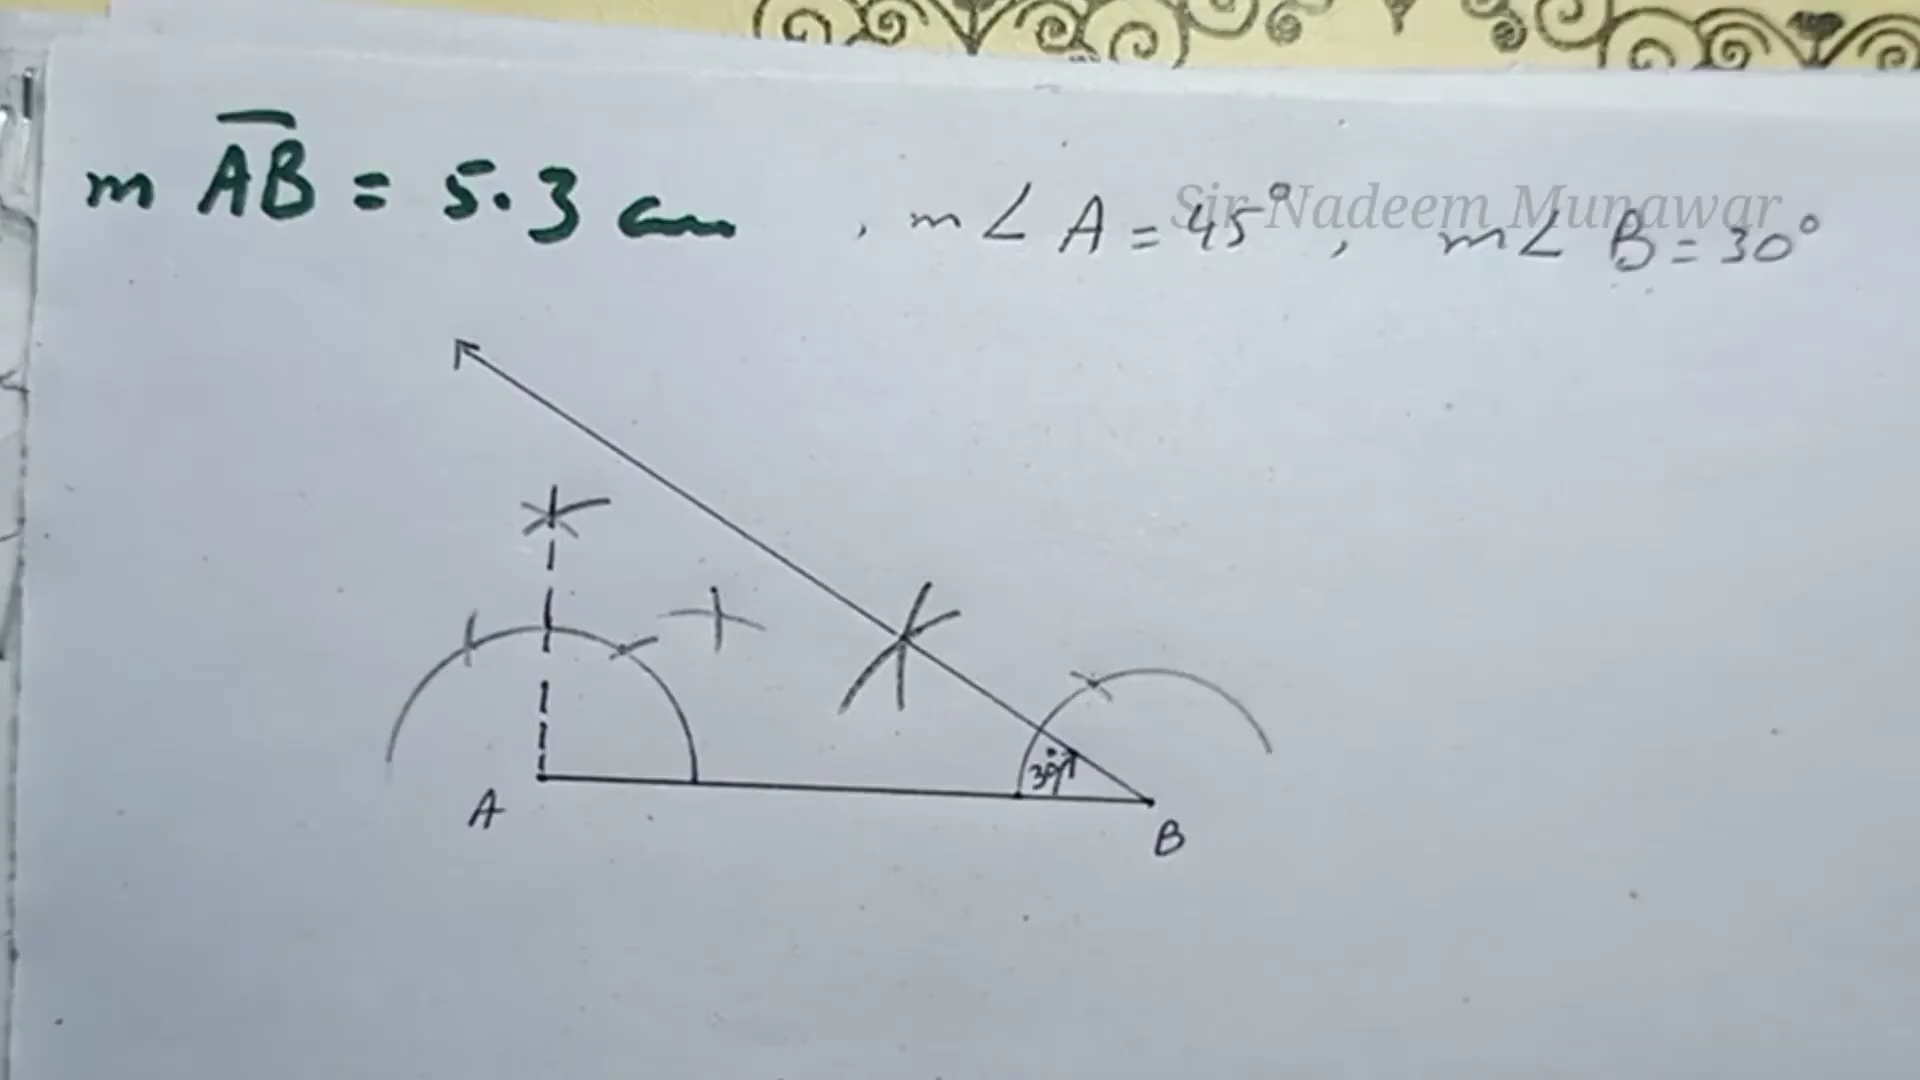 m AB = 5.3 cm , m∠ A = 45°, m∠ B = 30°
Sir Nadeem Munawar
30°
A
B